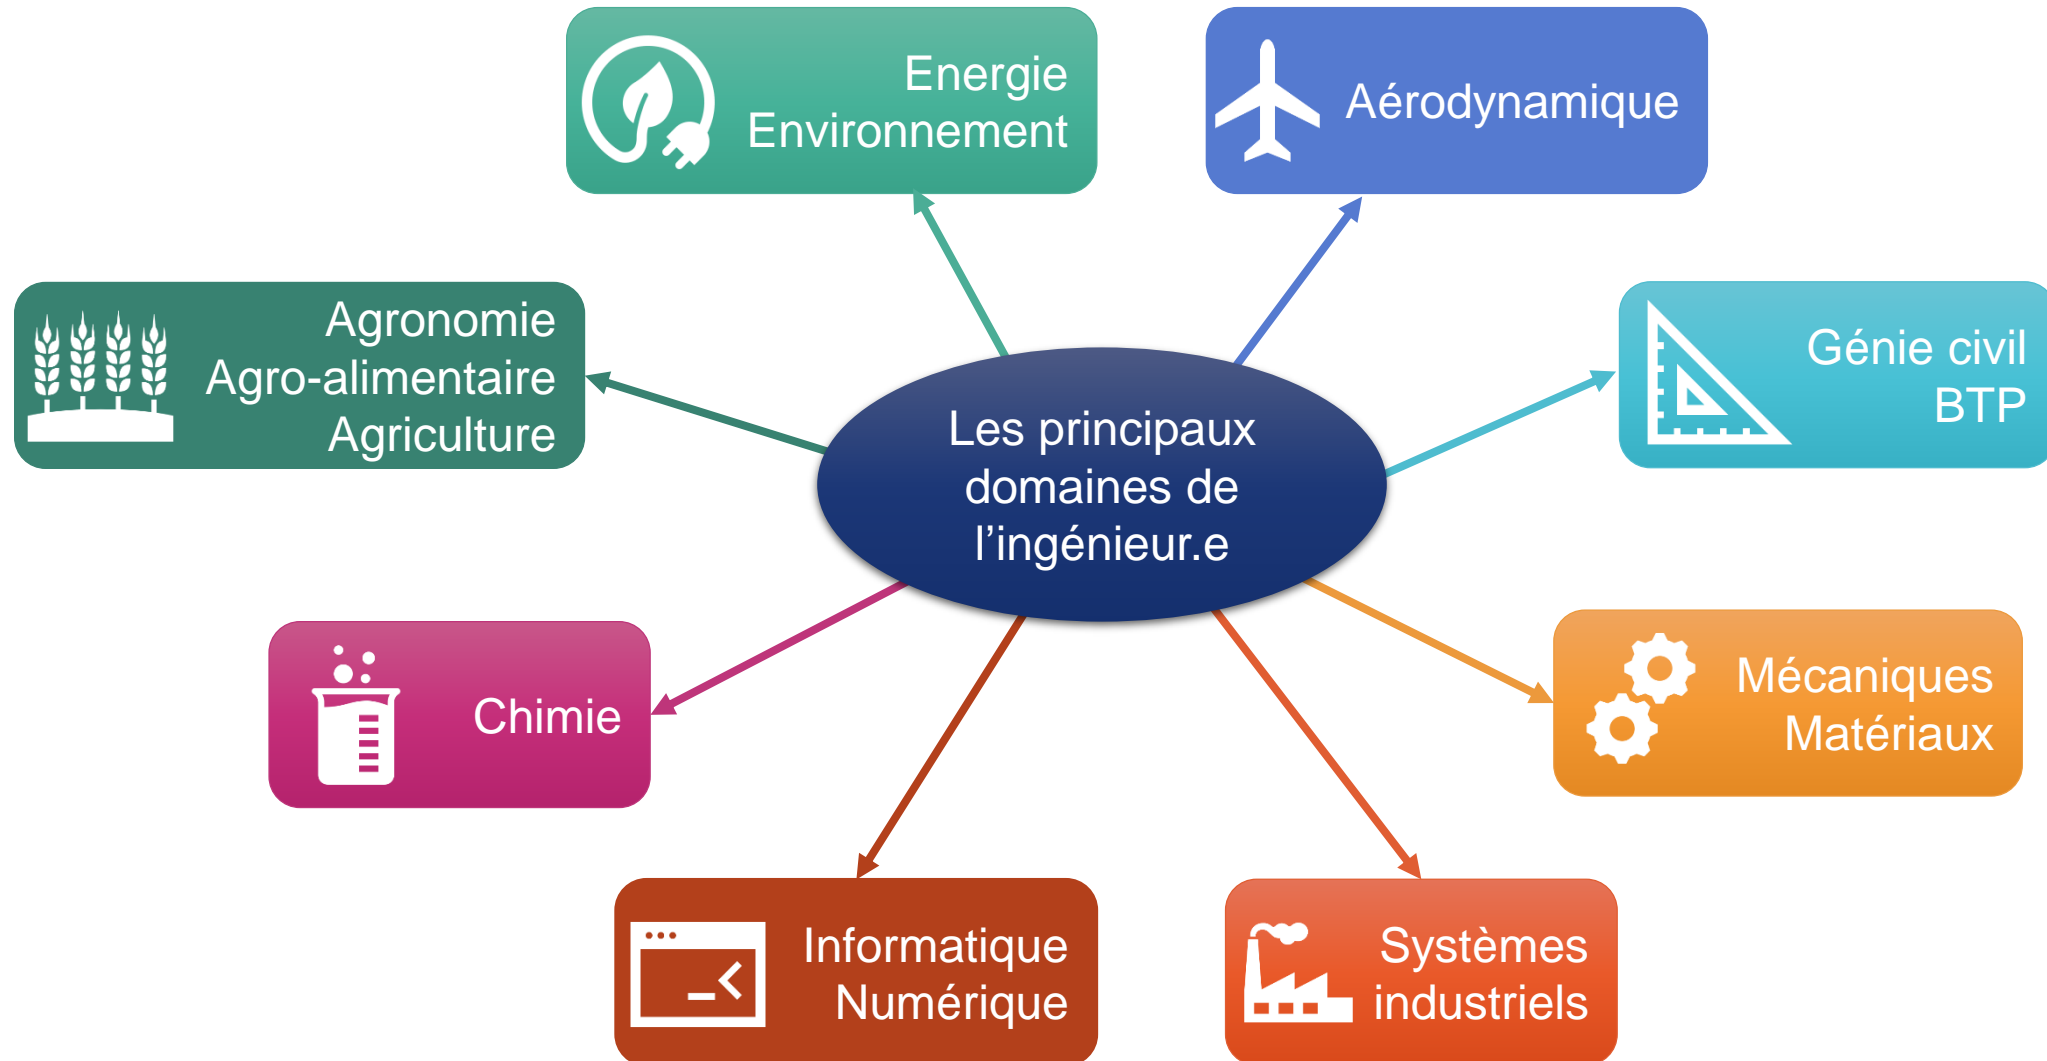 Energie
Environnement
Aérodynamique
Agronomie
Agro-alimentaire
Agriculture
Génie civil
BTP
Les principaux
domaines de
l’ingénieur.e
Chimie
Mécaniques
Matériaux
Informatique
Numérique
Systèmes
industriels